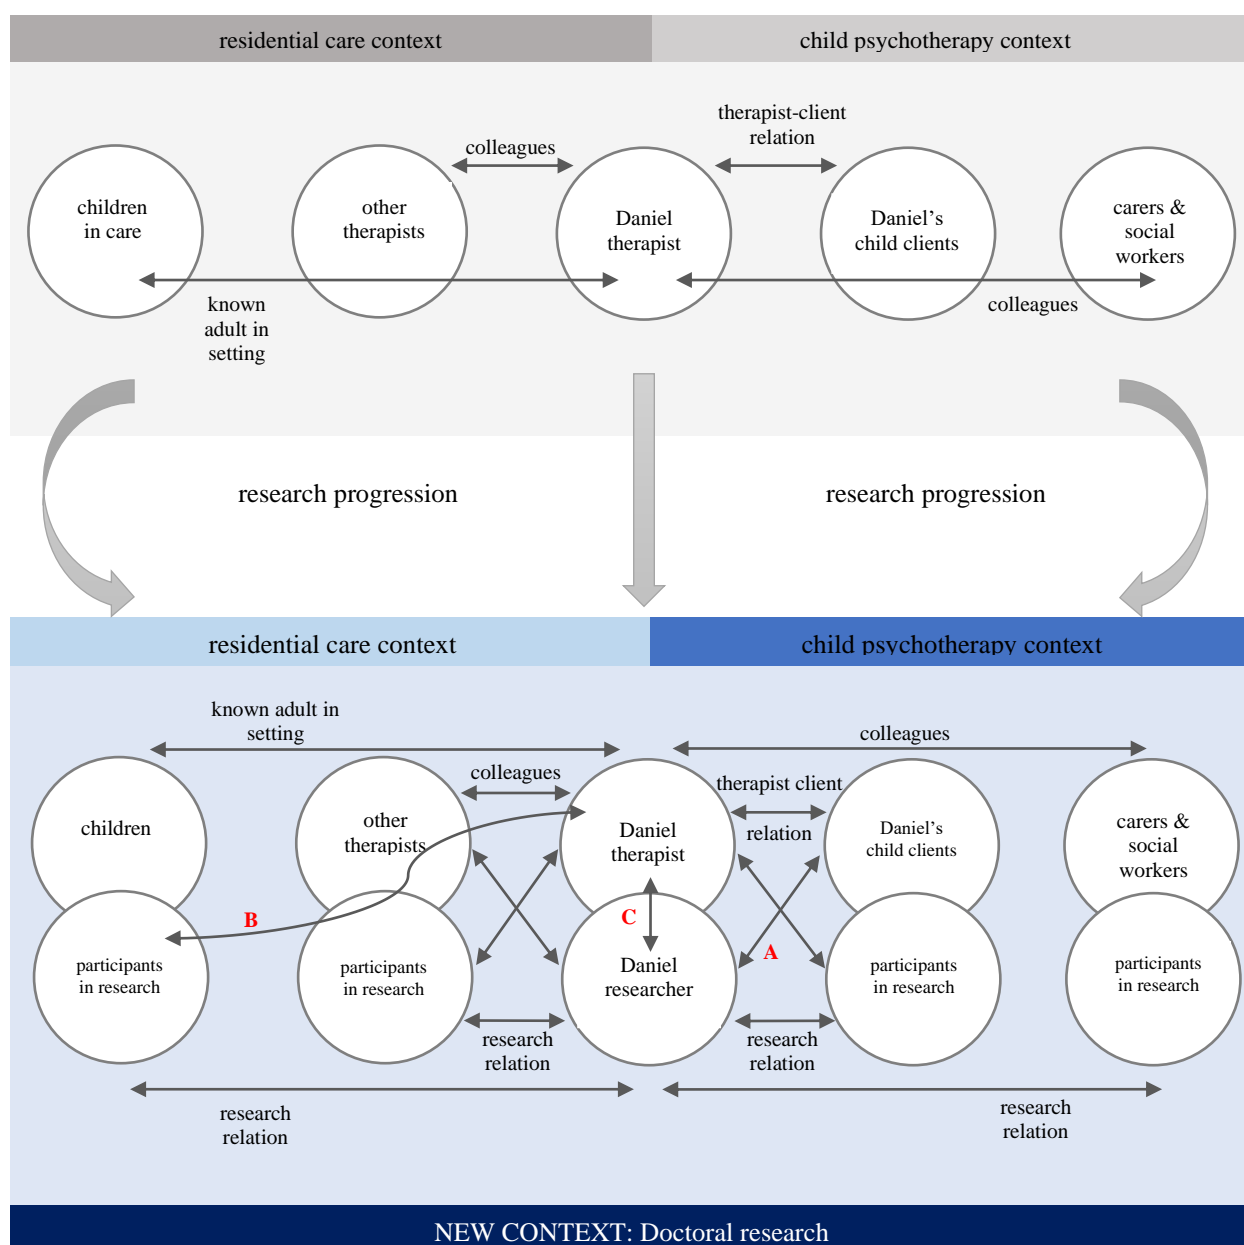 residential care context
child psychotherapy context
therapist-client
relation
colleagues
children
in care
other
therapists
Daniel
therapist
Daniel's
child clients
carers &
social
workers
known
adult in
setting
colleagues
research progression
research progression
residential care context
child psychotherapy context
known adult in
setting
colleagues
colleagues
therapist client
relation
children
other
therapists
Daniel
therapist
Daniel's
child clients
carers &
social
workers
B
C
A
participants
in research
participants
in research
Daniel
researcher
participants
in research
participants
in research
research
relation
research
relation
research
relation
research
relation
NEW CONTEXT: Doctoral research